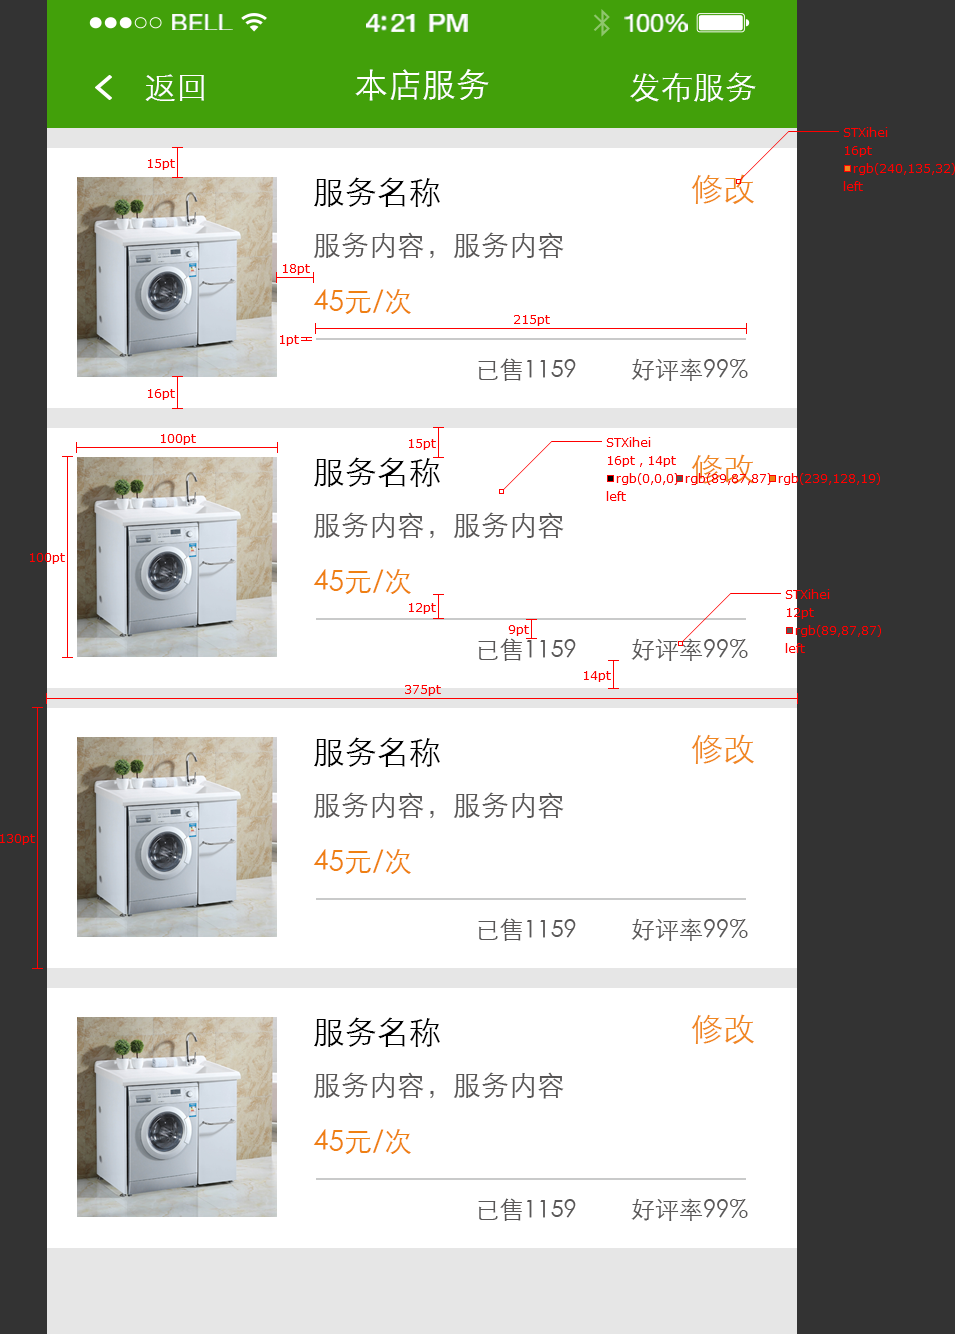 ●●●○○ BELL 4:21 PM 100%
返回 本店服务 发布服务
STXihei
16pt
rgb(240,135,32)
left
15pt
服务名称 修改
服务内容，服务内容
18pt
45元/次
215pt
1pt
已售1159 好评率99%
16pt
100pt
15pt
STXihei
16pt , 14pt
rgb(0,0,0) rgb(89,87,87) rgb(239,128,19)
left
服务名称 修改
服务内容，服务内容
100pt
45元/次
12pt
STXihei
12pt
rgb(89,87,87)
left
9pt
已售1159 好评率99%
14pt
375pt
服务名称 修改
服务内容，服务内容
130pt
45元/次
已售1159 好评率99%
服务名称 修改
服务内容，服务内容
45元/次
已售1159 好评率99%